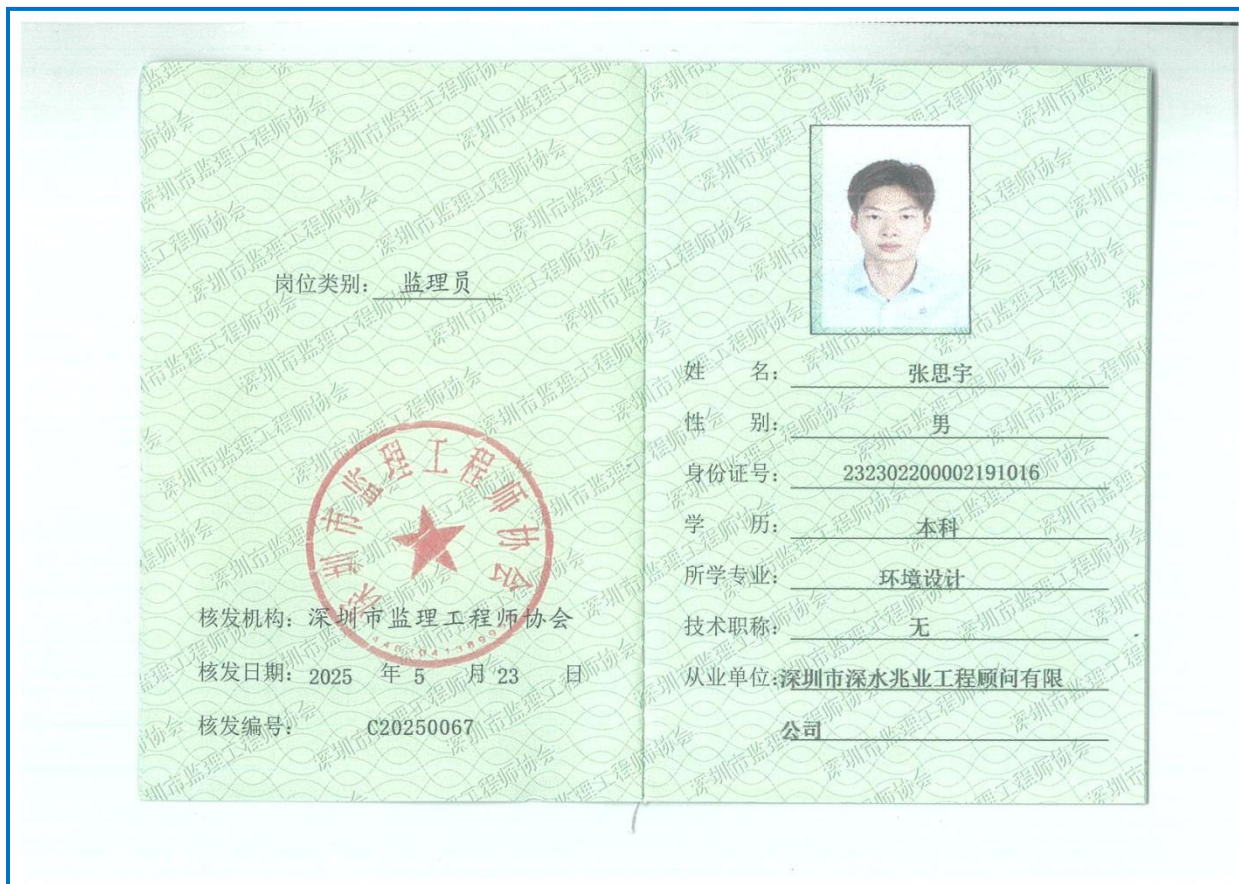 岗位类别：监理员
深圳市监理工程师协会
核发机构：深圳市监理工程师协会
核发日期：2025 年 5 月 23 日
核发编号：C20250067
姓 名：张思宇
性 别：男
身份证号：232302200002191016
学 历：本科
所学专业：环境设计
技术职称：无
从业单位：深圳市深水兆业工程顾问有限
公司